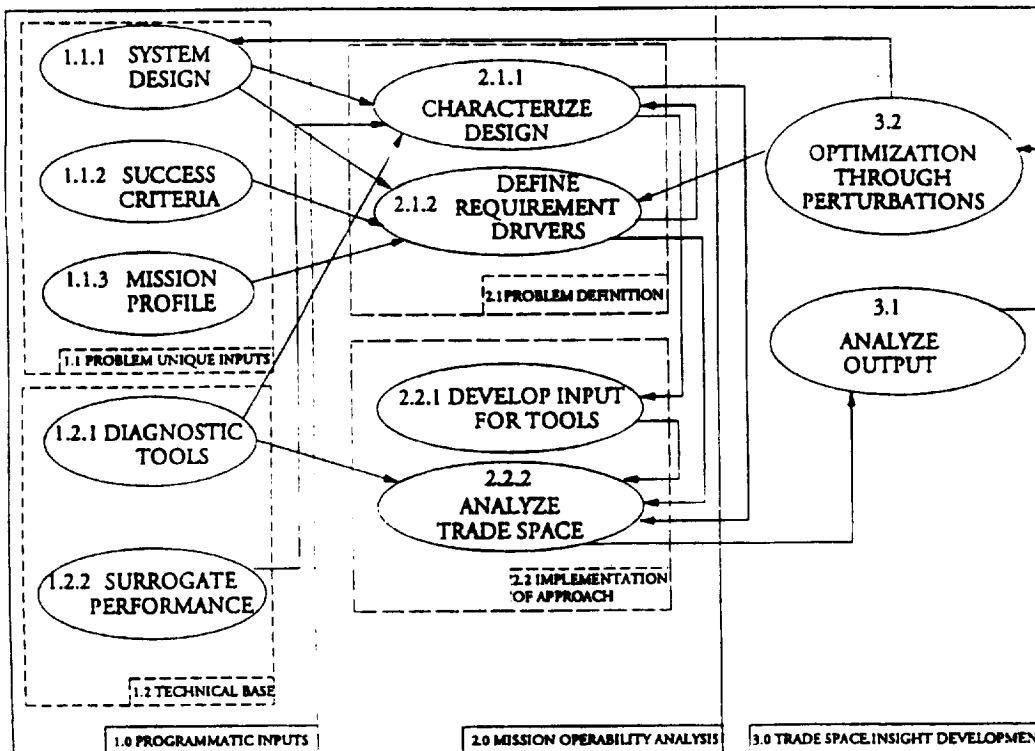 1.1.1 SYSTEM
DESIGN
1.1.2 SUCCESS
CRITERIA
1.1.3 MISSION
PROFILE
1.1 PROBLEM UNIQUE INPUTS
1.2.1 DIAGNOSTIC
TOOLS
1.2.2 SURROGATE
PERFORMANCE
1.2 TECHNICAL BASE
1.0 PROGRAMMATIC INPUTS
2.1.1
CHARACTERIZE
DESIGN
DEFINE
2.1.2 REQUIREMENT
DRIVERS
2.1 PROBLEM DEFINITION
2.2.1 DEVELOP INPUT
FOR TOOLS
2.2.2
ANALYZE
TRADE SPACE
2.2 IMPLEMENTATION
OF APPROACH
2.0 MISSION OPERABILITY ANALYSIS
3.2
OPTIMIZATION
THROUGH
PERTURBATIONS
3.1
ANALYZE
OUTPUT
3.0 TRADE SPACE INSIGHT DEVELOPMEN